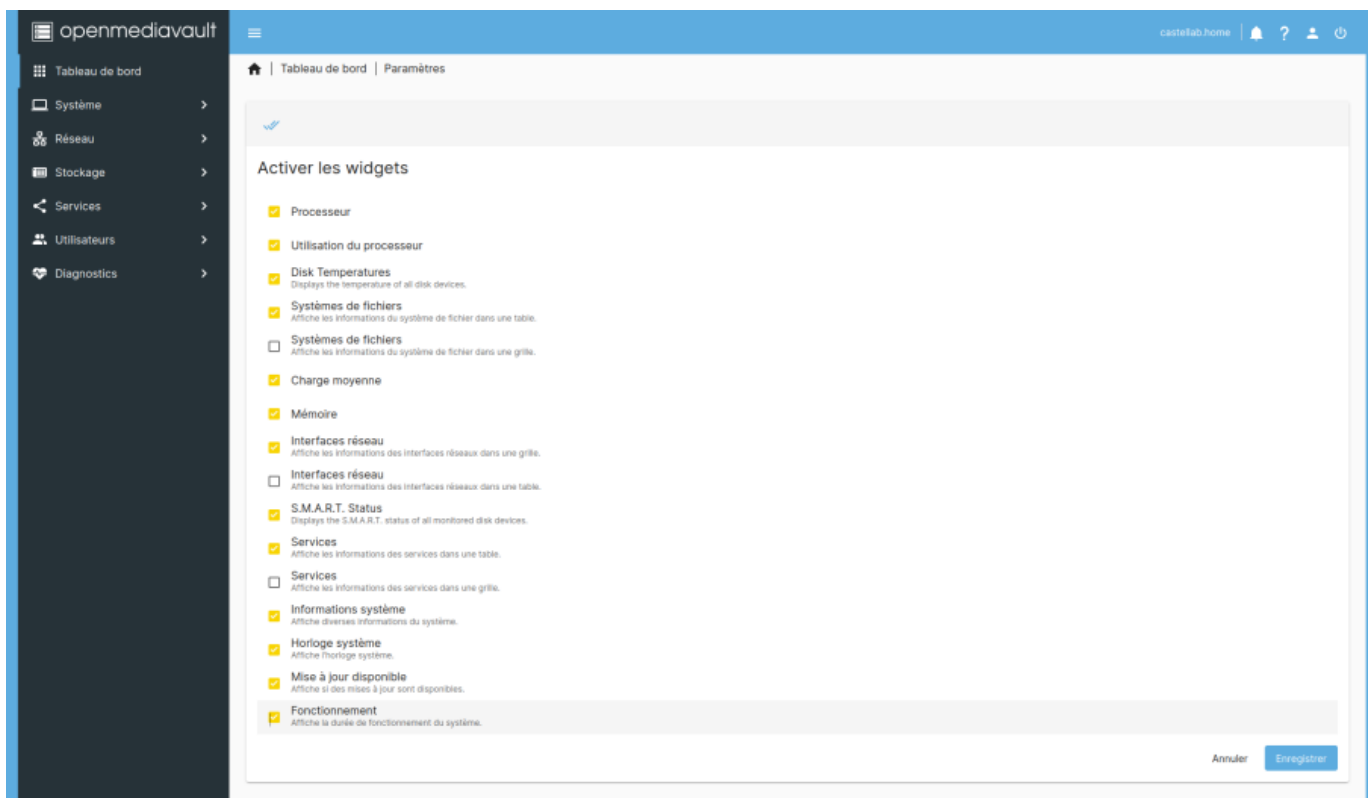 openmediavault
castellab.home
Tableau de bord
Système
Réseau
Stockage
Services
Utilisateurs
Diagnostics
Tableau de bord | Paramètres
Activer les widgets
Processeur
Utilisation du processeur
Disk Temperatures
Displays the temperature of all disk devices.
Systèmes de fichiers
Affiche les informations du système de fichier dans une table.
Systèmes de fichiers
Affiche les informations du système de fichier dans une grille.
Charge moyenne
Mémoire
Interfaces réseau
Affiche les informations des interfaces réseaux dans une grille.
Interfaces réseau
Affiche les informations des interfaces réseaux dans une table.
S.M.A.R.T. Status
Displays the S.M.A.R.T. status of all monitored disk devices.
Services
Affiche les informations des services dans une table.
Services
Affiche les informations des services dans une grille.
Informations système
Affiche diverses informations du système.
Horloge système
Affiche l'horloge système.
Mise à jour disponible
Affiche si des mises à jour sont disponibles.
Fonctionnement
Affiche la durée de fonctionnement du système.
Annuler
Enregistrer